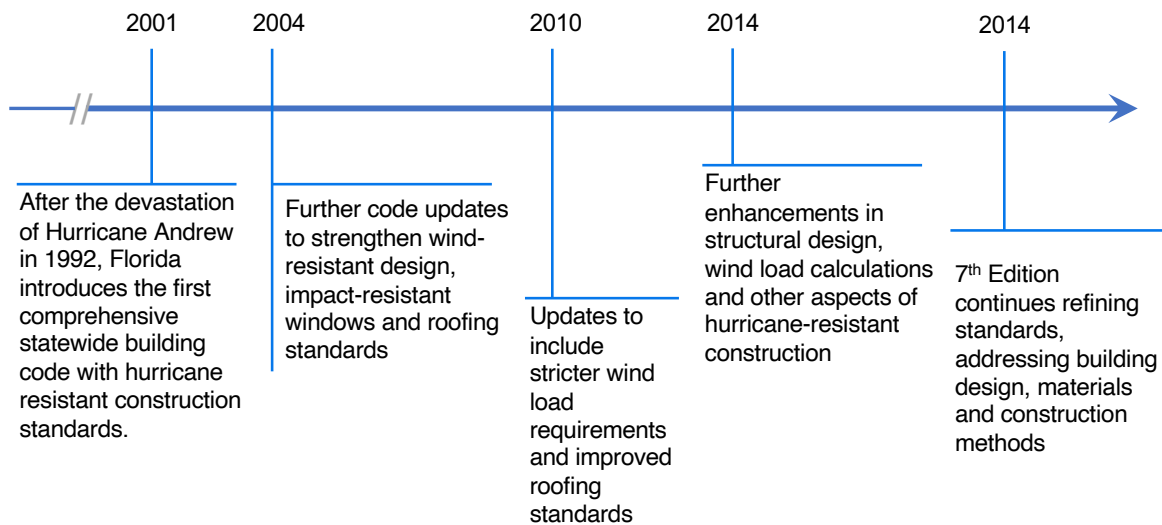 2001
After the devastation
of Hurricane Andrew
in 1992, Florida
introduces the first
comprehensive
statewide building
code with hurricane
resistant construction
standards.
2004
Further code updates
to strengthen wind-
resistant design,
impact-resistant
windows and roofing
standards
2010
Updates to
include
stricter wind
load
requirements
and improved
roofing
standards
2014
Further
enhancements in
structural design,
wind load calculations
and other aspects of
hurricane-resistant
construction
2014
7th Edition
continues refining
standards,
addressing building
design, materials
and construction
methods